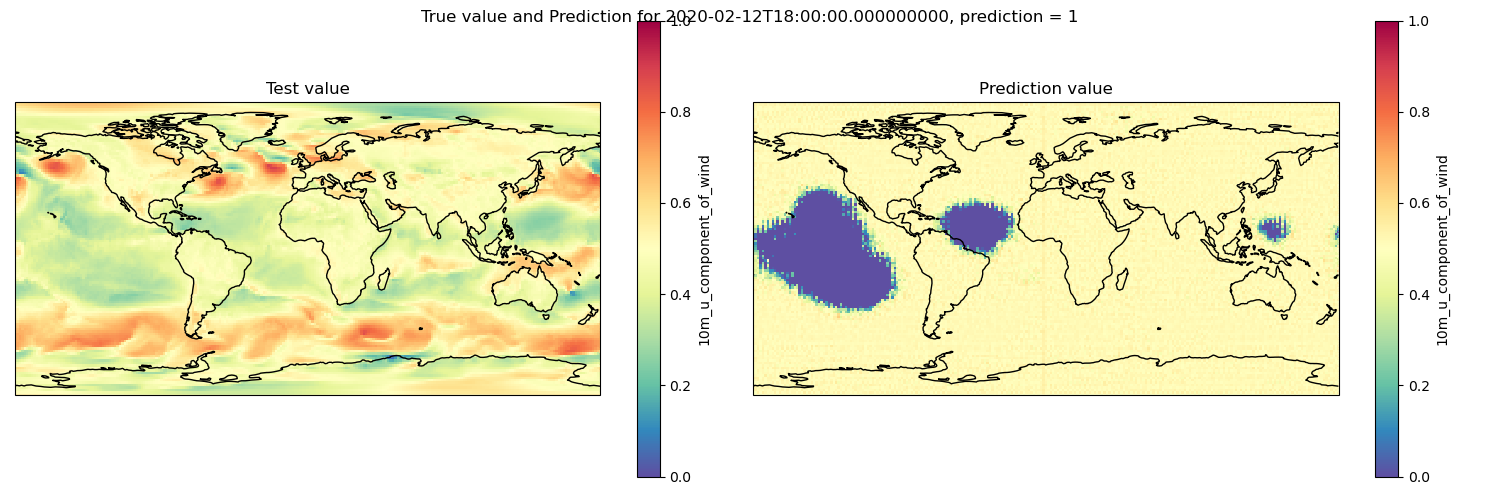 True value and Prediction for 2020-02-12T18:00:00.000000000, prediction = 1
Test value
1.0
0.8
0.6
0.4
0.2
0.0
10m_u_component_of_wind
Prediction value
1.0
0.8
0.6
0.4
0.2
0.0
10m_u_component_of_wind